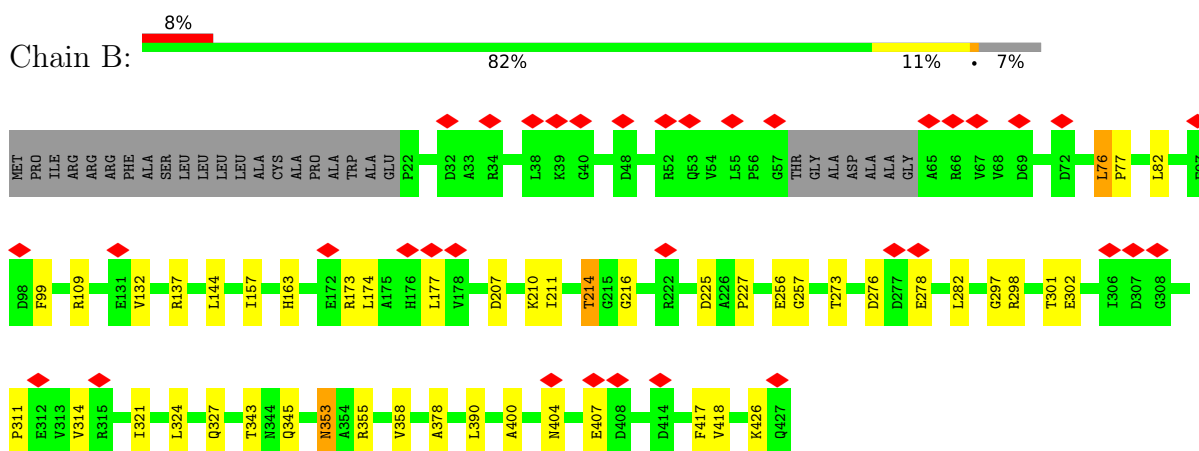 8%
Chain B:
82% 11% • 7%
MET PRO ILE ARG ARG ARG PHE ALA SER LEU LEU LEU LEU ALA CYS ALA PRO ALA TRP ALA GLU P22 D32 A33 R34 L38 K39 G40 D48 R52 Q53 V54 L55 P56 G57 THR GLY ALA ASP ALA ALA GLY A65 R66 V67 V68 D69 D72 L76 P77 L82
D98 F99 R109 E131 V132 R137 L144 I157 H163 E172 R173 L174 A175 H176 L177 V178 D207 K210 I211 T214 G215 G216 R222 D225 A226 P227 E256 G257 T273 D276 D277 E278 L282 G297 R298 T301 E302 I306 D307 G308
P311 E312 V313 V314 R315 I321 L324 Q327 T343 N344 Q345 N353 A354 R355 V358 A378 L390 A400 N404 E407 D408 D414 F417 V418 K426 Q427